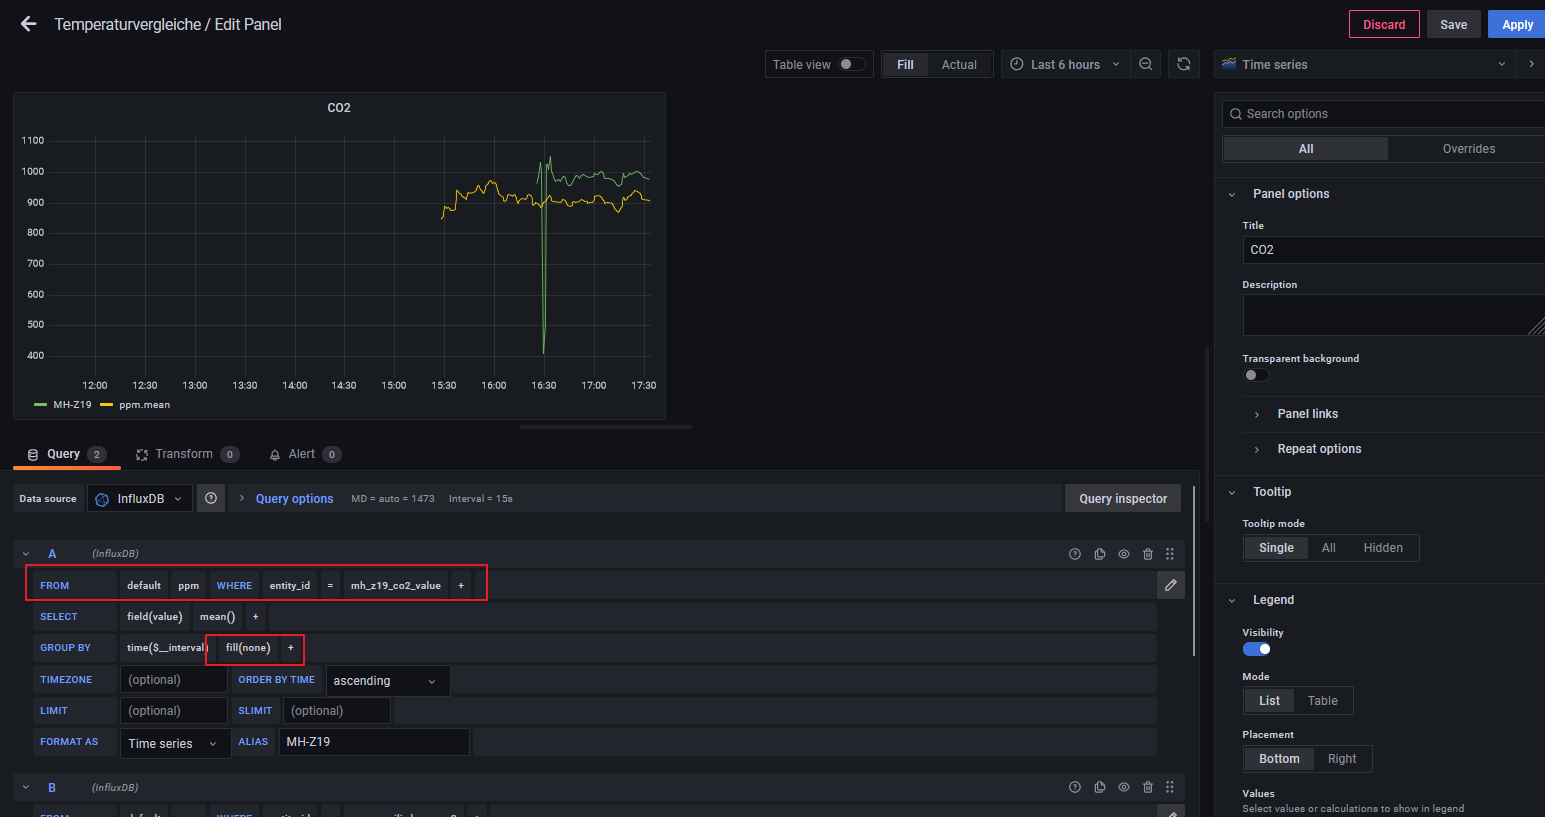 Temperaturvergleiche / Edit Panel
Discard Save Apply
Table view Fill Actual Last 6 hours Time series
CO2
1100
1000
900
800
700
600
500
400
12:00 12:30 13:00 13:30 14:00 14:30 15:00 15:30 16:00 16:30 17:00 17:30
MH-Z19 ppm.mean
Query 2 Transform 0 Alert 0
Data source InfluxDB Query options MD = auto = 1473 Interval = 15s Query inspector
A (InfluxDB)
FROM default ppm WHERE entity_id = mh_z19_co2_value +
SELECT field(value) mean() +
GROUP BY time($__interval) fill(none) +
TIMEZONE (optional) ORDER BY TIME ascending
LIMIT (optional) SLIMIT (optional)
FORMAT AS Time series ALIAS MH-Z19
B (InfluxDB)
Search options
All Overrides
Panel options
Title
CO2
Description
Transparent background
Panel links
Repeat options
Tooltip
Tooltip mode
Single All Hidden
Legend
Visibility
Mode
List Table
Placement
Bottom Right
Values
Select values or calculations to show in legend